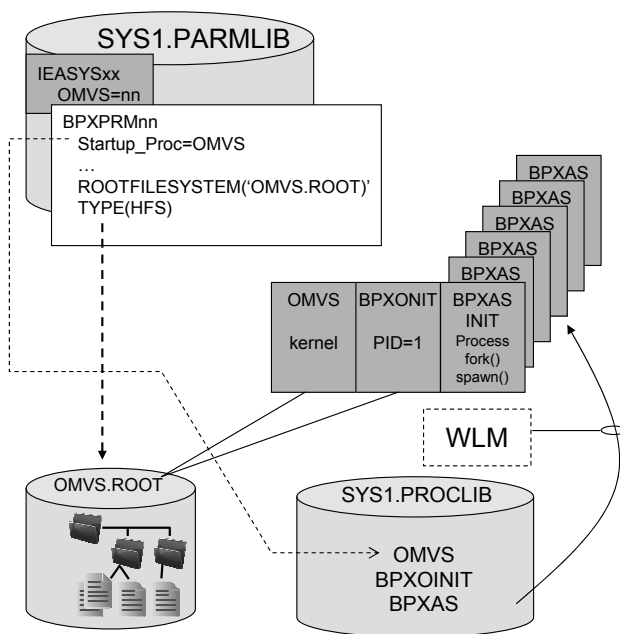 SYS1.PARMLIB
IEASYSxx
OMVS=nn
BPXPRMnn
Startup_Proc=OMVS
…
ROOTFILESYSTEM(‘OMVS.ROOT)’
TYPE(HFS)
BPXAS
BPXAS
BPXAS
BPXAS
BPXAS
OMVS
kernel
BPXONIT
PID=1
BPXAS
INIT
Process
fork()
spawn()
WLM
OMVS.ROOT
SYS1.PROCLIB
OMVS
BPXOINIT
BPXAS